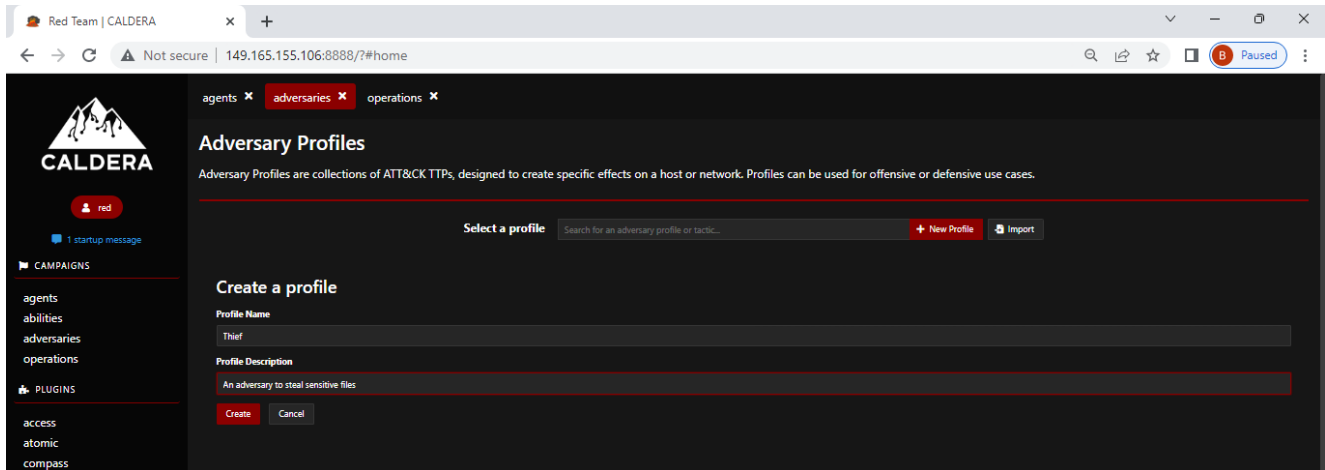 Red Team | CALDERA
Not secure | 149.165.155.106:8888/?#home
B Paused
CALDERA
red
1 startup message
CAMPAIGNS
agents
abilities
adversaries
operations
PLUGINS
access
atomic
compass
agents adversaries operations
Adversary Profiles
Adversary Profiles are collections of ATT&CK TTPs, designed to create specific effects on a host or network. Profiles can be used for offensive or defensive use cases.
Select a profile Search for an adversary profile or tactic... + New Profile Import
Create a profile
Profile Name
Thief
Profile Description
An adversary to steal sensitive files
Create Cancel